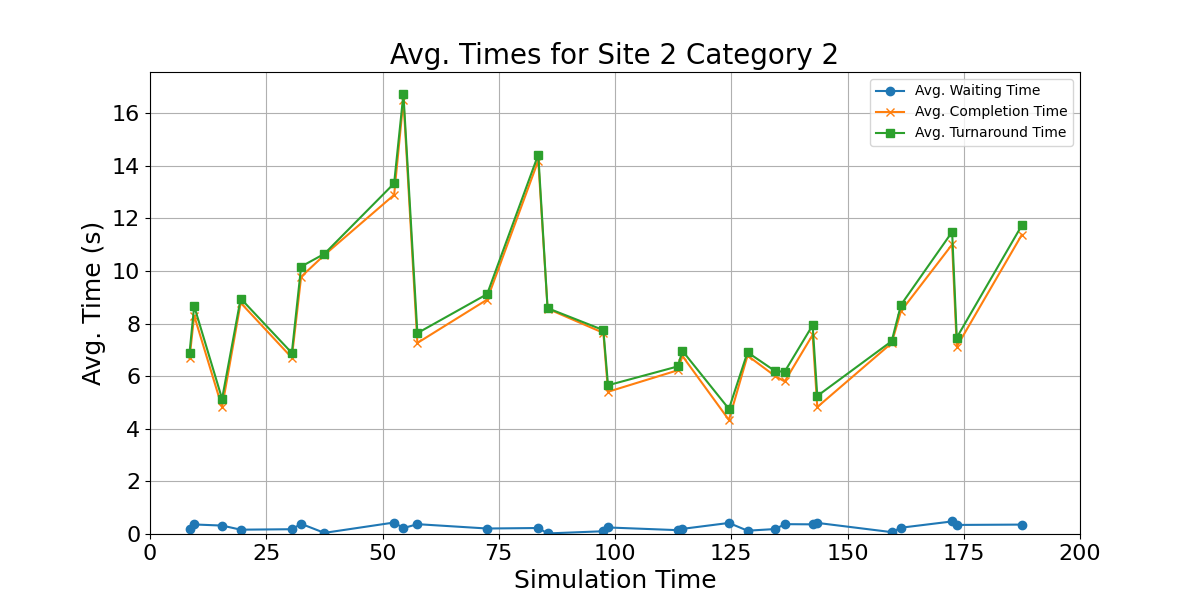 Avg. Times for Site 2 Category 2
Avg. Waiting Time
Avg. Completion Time
Avg. Turnaround Time
Avg. Time (s)
16
14
12
10
8
6
4
2
0
0 25 50 75 100 125 150 175 200
Simulation Time